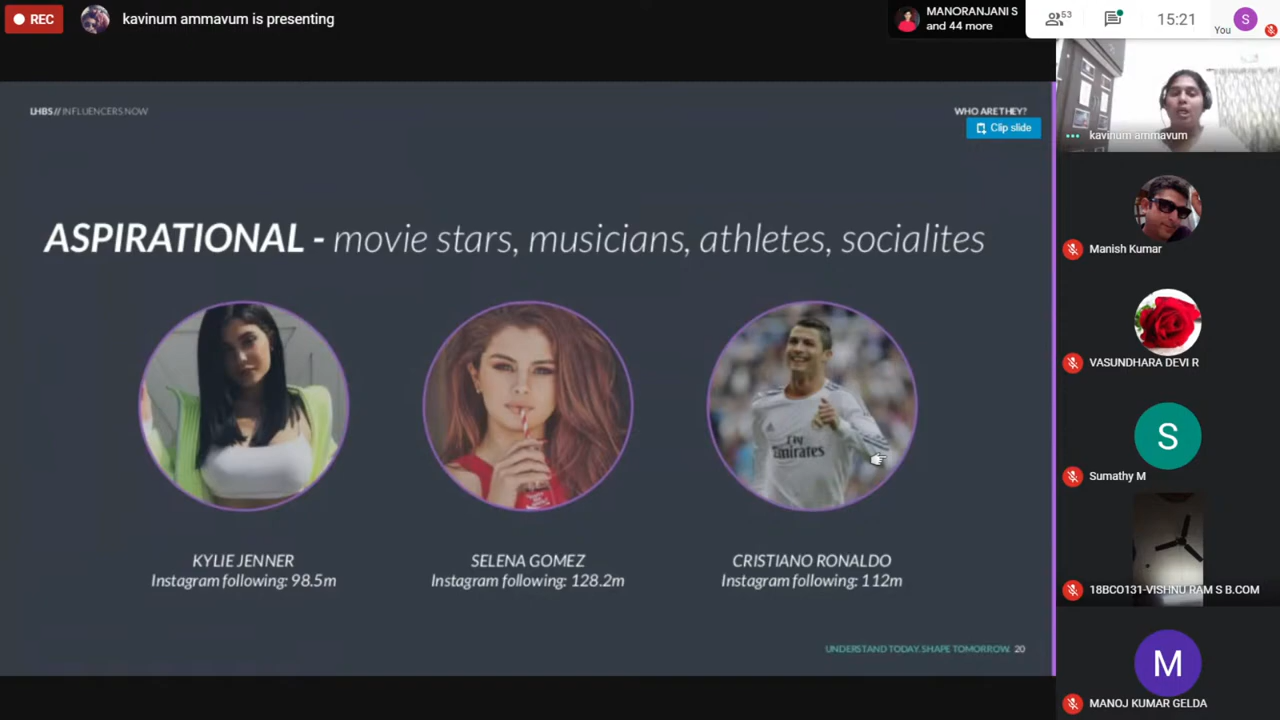 REC
kavinum ammavum is presenting
MANORANJANI S
and 44 more
53
15:21
You
S
LHBS// INFLUENCERS NOW
WHO ARE THEY?
Clip slide
ASPIRATIONAL - movie stars, musicians, athletes, socialites
Fly
Emirates
KYLIE JENNER
Instagram following: 98.5m
SELENA GOMEZ
Instagram following: 128.2m
CRISTIANO RONALDO
Instagram following: 112m
UNDERSTAND TODAY. SHAPE TOMORROW. 20
kavinum ammavum
Manish Kumar
VASUNDHARA DEVI R
S
Sumathy M
18BCO131-VISHNU RAM S B.COM
M
MANOJ KUMAR GELDA